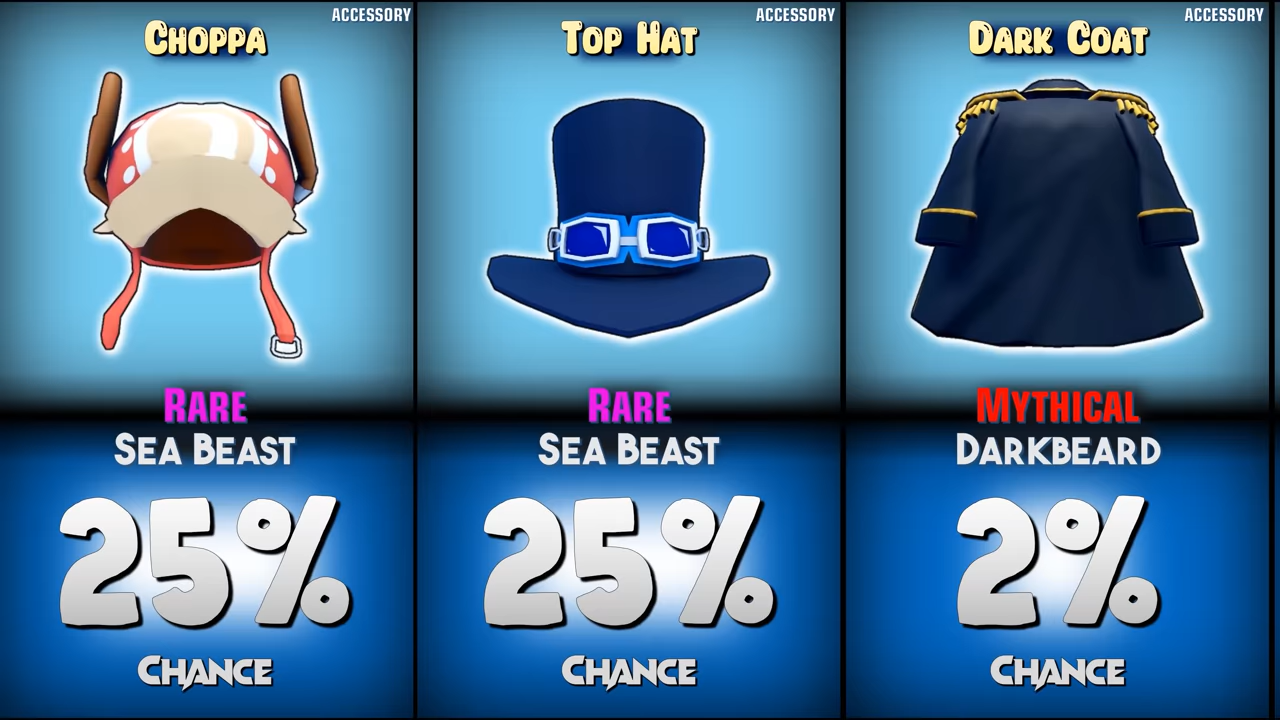 ACCESSORY
CHOPPA
RARE
SEA BEAST
25%
CHANCE
ACCESSORY
TOP HAT
RARE
SEA BEAST
25%
CHANCE
ACCESSORY
DARK COAT
MYTHICAL
DARKBEARD
2%
CHANCE